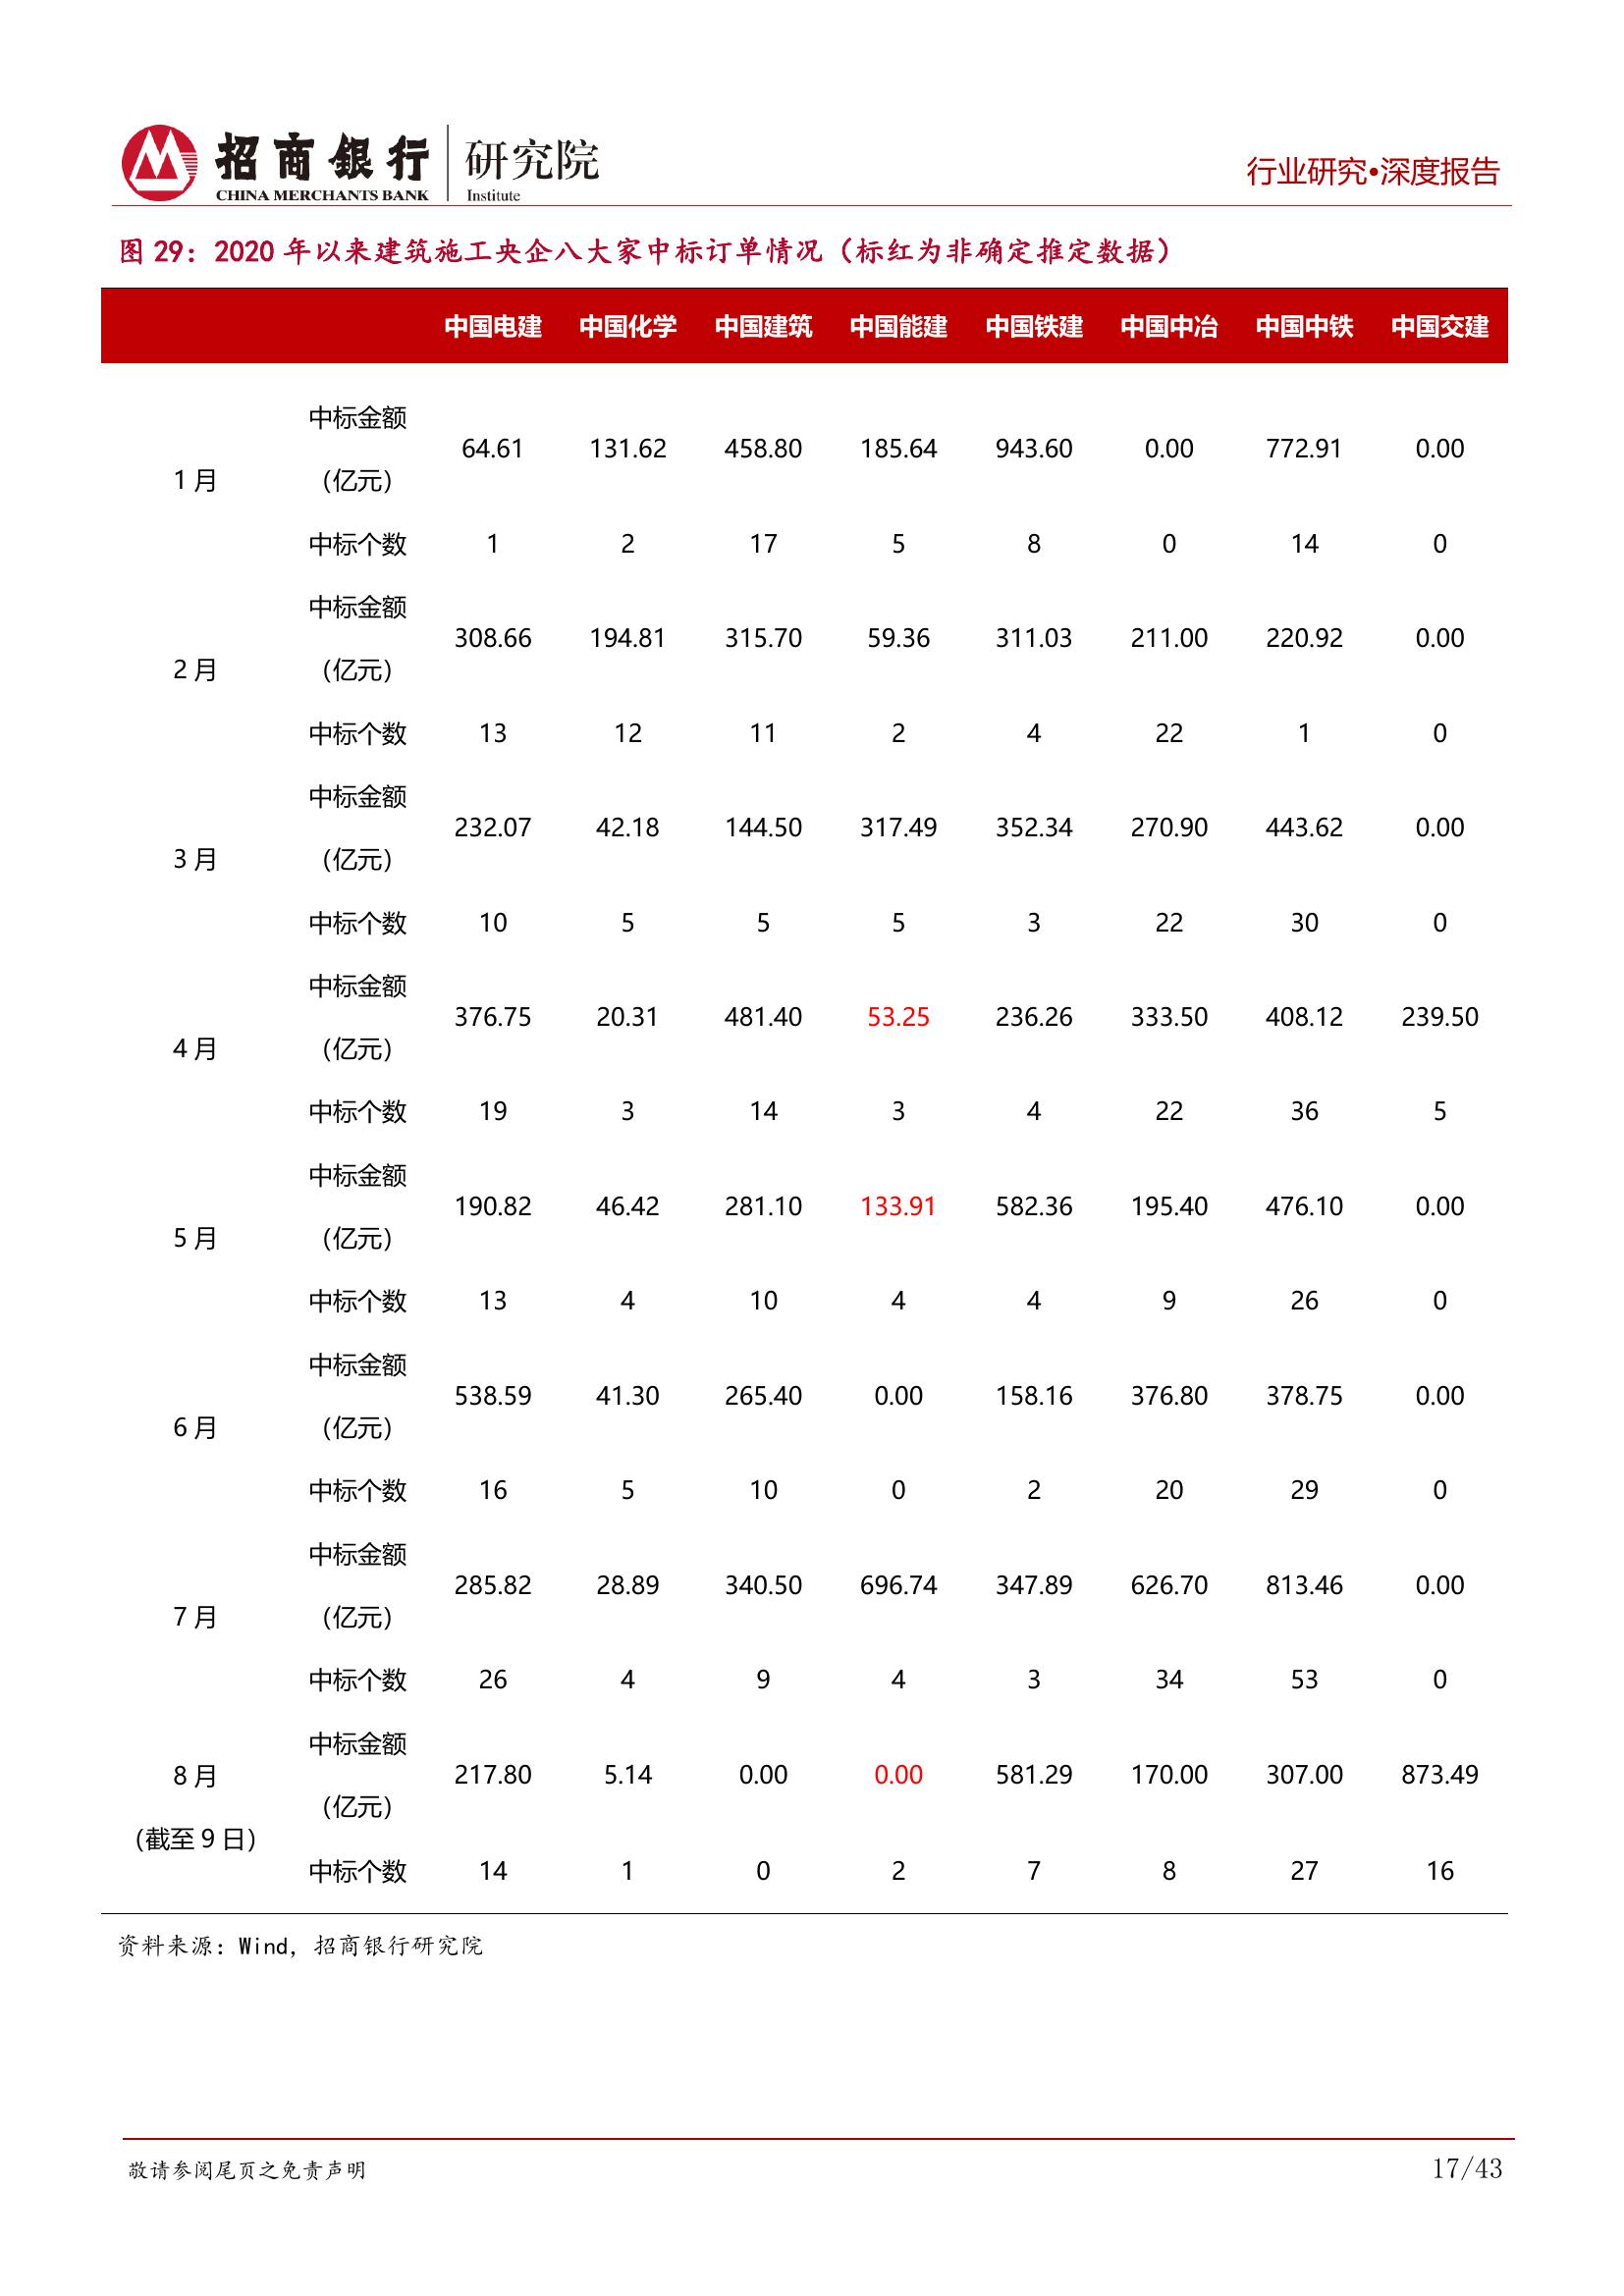 招商银行 研究院
CHINA MERCHANTS BANK Institute
行业研究•深度报告
图 29：2020 年以来建筑施工央企八大家中标订单情况（标红为非确定推定数据）
中国电建 中国化学 中国建筑 中国能建 中国铁建 中国中冶 中国中铁 中国交建
1 月
中标金额
(亿元)
64.61 131.62 458.80 185.64 943.60 0.00 772.91 0.00
中标个数 1 2 17 5 8 0 14 0
2 月
中标金额
(亿元)
308.66 194.81 315.70 59.36 311.03 211.00 220.92 0.00
中标个数 13 12 11 2 4 22 1 0
3 月
中标金额
(亿元)
232.07 42.18 144.50 317.49 352.34 270.90 443.62 0.00
中标个数 10 5 5 5 3 22 30 0
4 月
中标金额
(亿元)
376.75 20.31 481.40 53.25 236.26 333.50 408.12 239.50
中标个数 19 3 14 3 4 22 36 5
5 月
中标金额
(亿元)
190.82 46.42 281.10 133.91 582.36 195.40 476.10 0.00
中标个数 13 4 10 4 4 9 26 0
6 月
中标金额
(亿元)
538.59 41.30 265.40 0.00 158.16 376.80 378.75 0.00
中标个数 16 5 10 0 2 20 29 0
7 月
中标金额
(亿元)
285.82 28.89 340.50 696.74 347.89 626.70 813.46 0.00
中标个数 26 4 9 4 3 34 53 0
8 月
(截至 9 日)
中标金额
(亿元)
217.80 5.14 0.00 0.00 581.29 170.00 307.00 873.49
中标个数 14 1 0 2 7 8 27 16
资料来源：Wind，招商银行研究院
敬请参阅尾页之免责声明
17/43